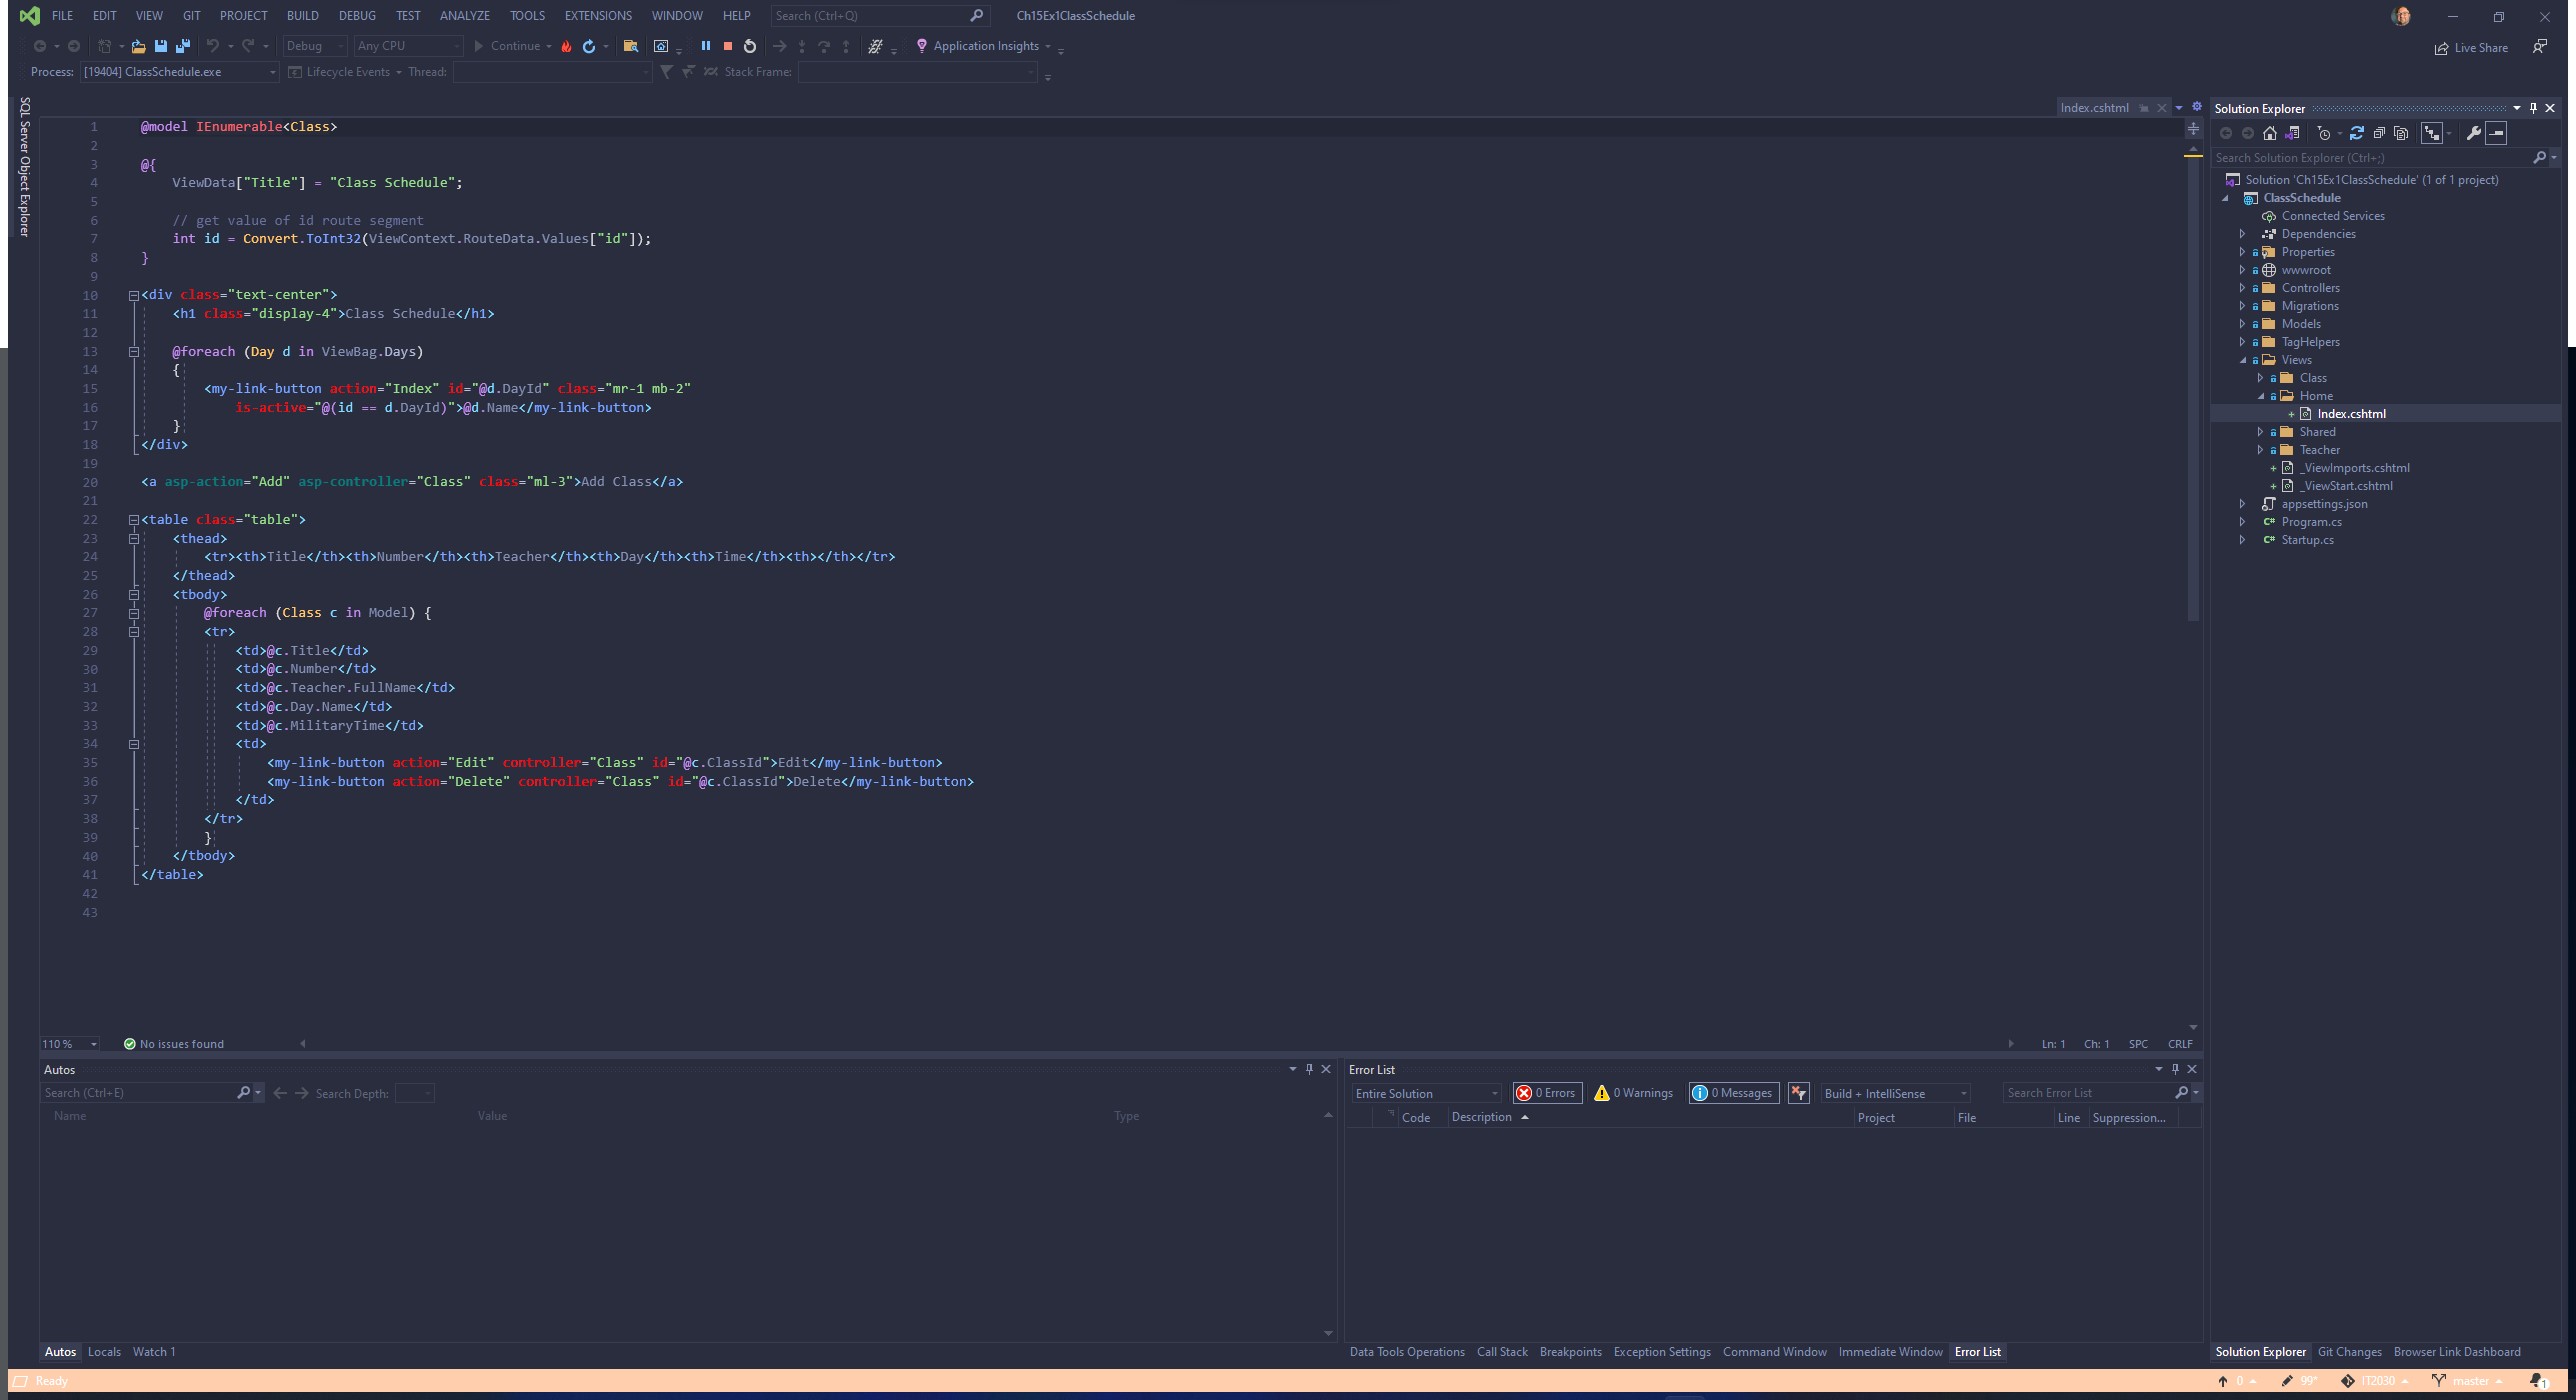 FILE EDIT VIEW GIT PROJECT BUILD DEBUG TEST ANALYZE TOOLS EXTENSIONS WINDOW HELP Search (Ctrl+Q) Ch15Ex1ClassSchedule
Debug Any CPU Continue Application Insights Live Share
Process: [19404] ClassSchedule.exe Lifecycle Events Thread: Stack Frame:
SQL Server Object Explorer
Index.cshtml
1 @model IEnumerable<Class>
2
3 @{
4 ViewData["Title"] = "Class Schedule";
5
6 // get value of id route segment
7 int id = Convert.ToInt32(ViewContext.RouteData.Values["id"]);
8 }
9
10 <div class="text-center">
11 <h1 class="display-4">Class Schedule</h1>
12
13 @foreach (Day d in ViewBag.Days)
14 {
15 <my-link-button action="Index" id="@d.DayId" class="mr-1 mb-2"
16 is-active="@(id == d.DayId)">@d.Name</my-link-button>
17 }
18 </div>
19
20 <a asp-action="Add" asp-controller="Class" class="ml-3">Add Class</a>
21
22 <table class="table">
23 <thead>
24 <tr><th>Title</th><th>Number</th><th>Teacher</th><th>Day</th><th>Time</th><th></th></tr>
25 </thead>
26 <tbody>
27 @foreach (Class c in Model) {
28 <tr>
29 <td>@c.Title</td>
30 <td>@c.Number</td>
31 <td>@c.Teacher.FullName</td>
32 <td>@c.Day.Name</td>
33 <td>@c.MilitaryTime</td>
34 <td>
35 <my-link-button action="Edit" controller="Class" id="@c.ClassId">Edit</my-link-button>
36 <my-link-button action="Delete" controller="Class" id="@c.ClassId">Delete</my-link-button>
37 </td>
38 </tr>
39 }
40 </tbody>
41 </table>
42
43
110 % No issues found Ln: 1 Ch: 1 SPC CRLF
Solution Explorer
Search Solution Explorer (Ctrl+;)
Solution 'Ch15Ex1ClassSchedule' (1 of 1 project)
ClassSchedule
Connected Services
Dependencies
Properties
wwwroot
Controllers
Migrations
Models
TagHelpers
Views
Class
Home
Index.cshtml
Shared
Teacher
_ViewImports.cshtml
_ViewStart.cshtml
appsettings.json
C# Program.cs
C# Startup.cs
Autos
Search (Ctrl+E) Search Depth:
Name Value Type
Autos Locals Watch 1
Error List
Entire Solution 0 Errors 0 Warnings 0 Messages Build + IntelliSense Search Error List
Code Description Project File Line Suppression...
Data Tools Operations Call Stack Breakpoints Exception Settings Command Window Immediate Window Error List
Solution Explorer Git Changes Browser Link Dashboard
Ready 0 99* IT2030 master 1